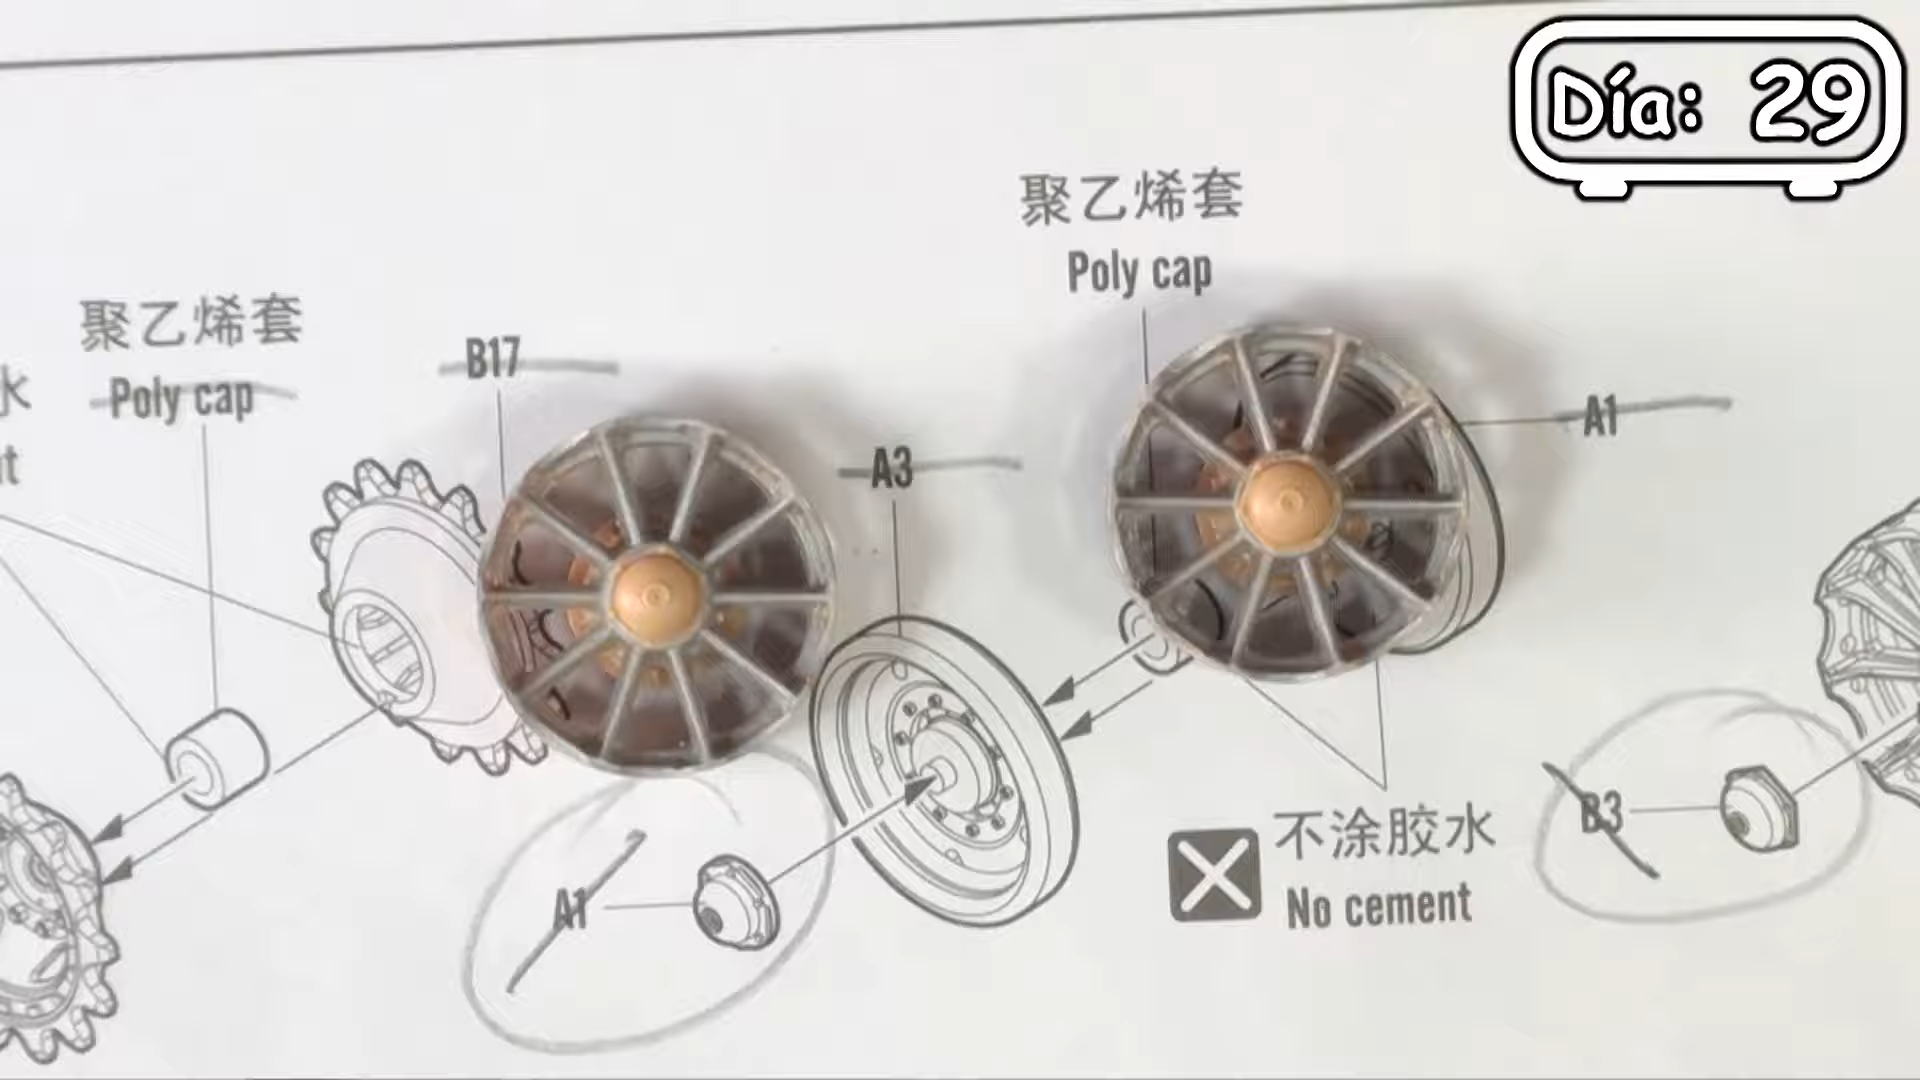 Día: 29
聚乙烯套
Poly cap
聚乙烯套
Poly cap
B17
水
A3
A1
A1
不涂胶水
No cement
B3